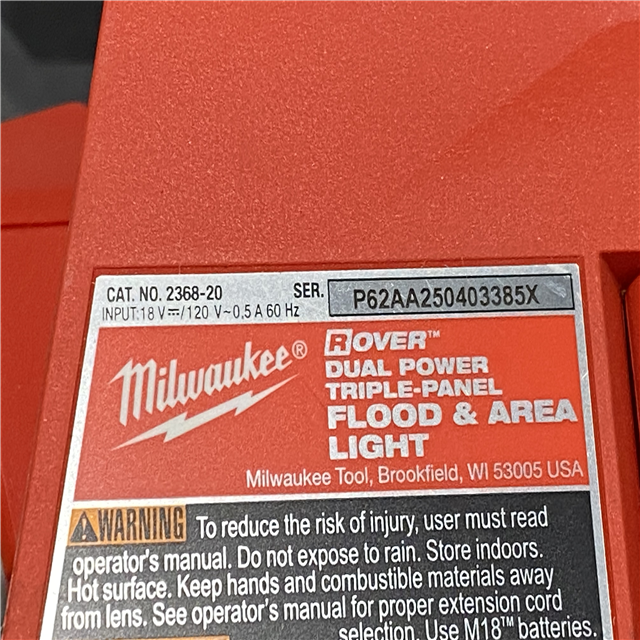 CAT. NO. 2368-20 SER. P62AA250403385X
INPUT: 18 V⎓/120 V~0,5 A 60 Hz
Milwaukee®
ROVER™
DUAL POWER
TRIPLE-PANEL
FLOOD & AREA
LIGHT
Milwaukee Tool, Brookfield, WI 53005 USA
WARNING To reduce the risk of injury, user must read
operator's manual. Do not expose to rain. Store indoors.
Hot surface. Keep hands and combustible materials away
from lens. See operator's manual for proper extension cord
selection. Use M18™ batteries.